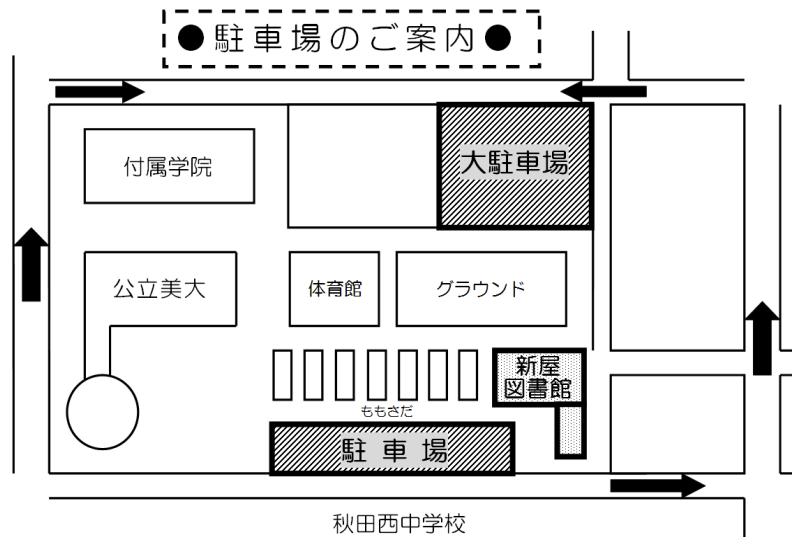 ●駐車場のご案内●
大駐車場
付属学院
公立美大
体育館
グラウンド
新屋
図書館
ももさだ
駐車場
秋田西中学校